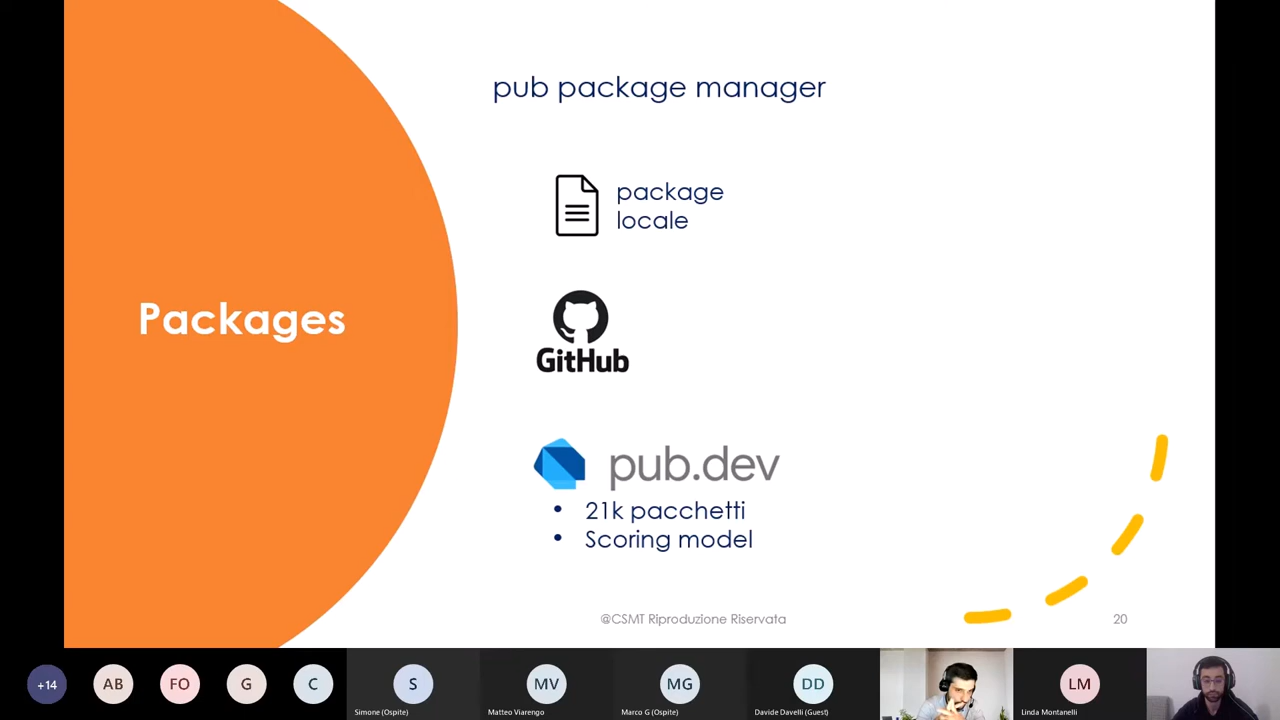 pub package manager
package
locale
Packages
GitHub
pub.dev
• 21k pacchetti
• Scoring model
@CSMT Riproduzione Riservata
20
+14
AB
FO
G
C
S
MV
MG
DD
LM
Simone (Ospite)
Matteo Viarengo
Marco G (Ospite)
Davide Davelli (Guest)
Linda Montanelli